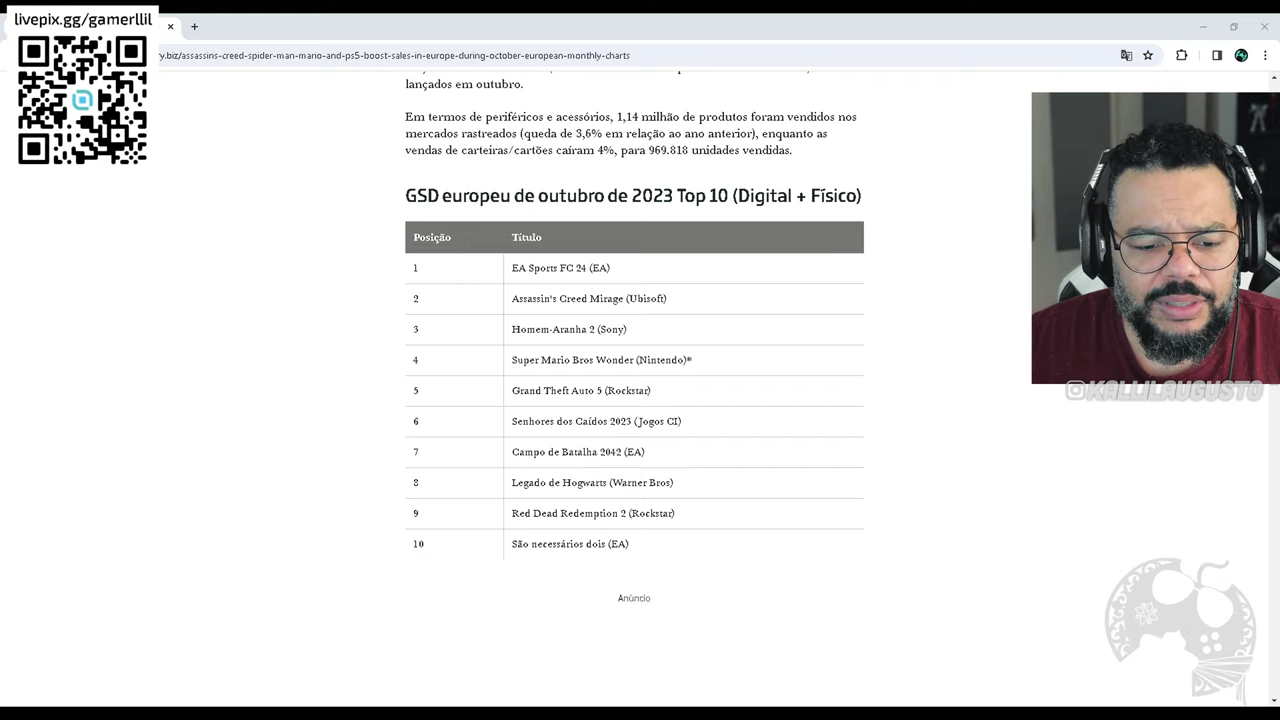 livepix.gg/gamerllil
ry.biz/assassins-creed-spider-man-mario-and-ps5-boost-sales-in-europe-during-october-european-monthly-charts
lançados em outubro.
Em termos de periféricos e acessórios, 1,14 milhão de produtos foram vendidos nos
mercados rastreados (queda de 3,6% em relação ao ano anterior), enquanto as
vendas de carteiras/cartões caíram 4%, para 969.818 unidades vendidas.
GSD europeu de outubro de 2023 Top 10 (Digital + Físico)
Posição Título
1 EA Sports FC 24 (EA)
2 Assassin's Creed Mirage (Ubisoft)
3 Homem-Aranha 2 (Sony)
4 Super Mario Bros Wonder (Nintendo)*
5 Grand Theft Auto 5 (Rockstar)
6 Senhores dos Caídos 2023 (Jogos CI)
7 Campo de Batalha 2042 (EA)
8 Legado de Hogwarts (Warner Bros)
9 Red Dead Redemption 2 (Rockstar)
10 São necessários dois (EA)
Anúncio
KALLILAUGUSTO